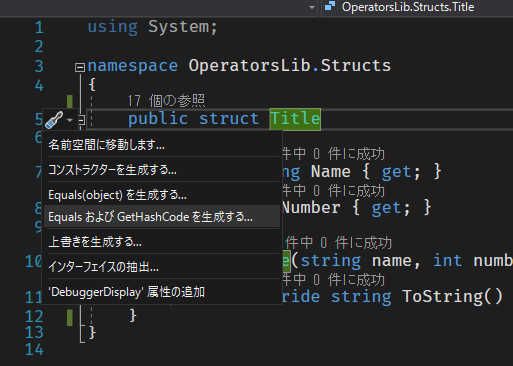 OperatorsLib.Structs.Title
1 using System;
2
3 namespace OperatorsLib.Structs
4 {
17 個の参照
5 public struct Title
6
名前空間に移動します...
件中 0 件に成功
コンストラクターを生成する...
7 ng Name { get; }
件中 0 件に成功
Equals(object) を生成する...
8 Number { get; }
Equals および GetHashCode を生成する...
9
件中 0 件に成功
上書きを生成する...
10 e(string name, int numb
インターフェイスの抽出...
件中 0 件に成功
11 ride string ToString()
'DebuggerDisplay' 属性の追加
12 }
13 }
14